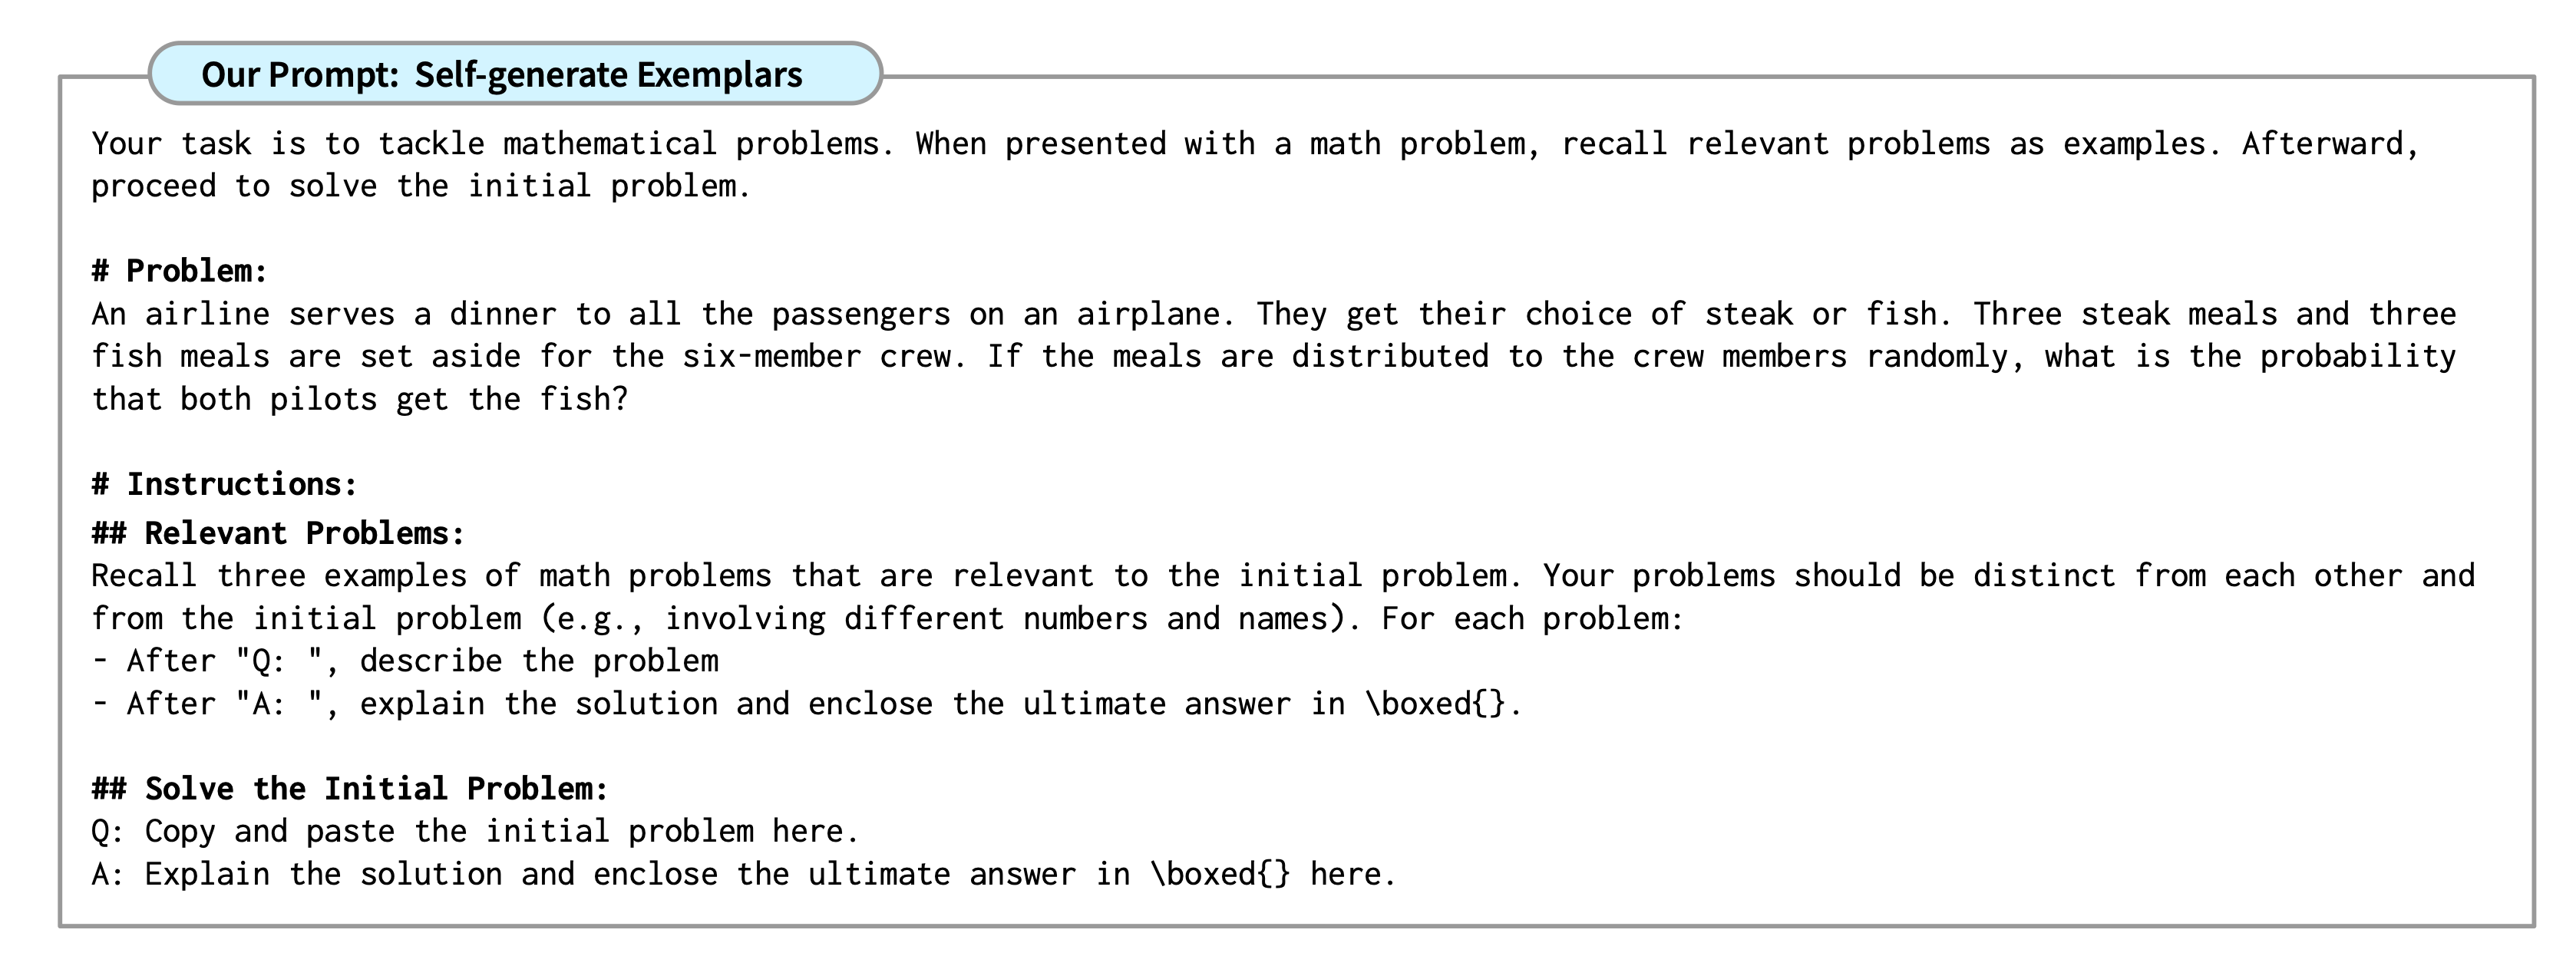 Our Prompt: Self-generate Exemplars
Your task is to tackle mathematical problems. When presented with a math problem, recall relevant problems as examples. Afterward,
proceed to solve the initial problem.
# Problem:
An airline serves a dinner to all the passengers on an airplane. They get their choice of steak or fish. Three steak meals and three
fish meals are set aside for the six-member crew. If the meals are distributed to the crew members randomly, what is the probability
that both pilots get the fish?
# Instructions:
## Relevant Problems:
Recall three examples of math problems that are relevant to the initial problem. Your problems should be distinct from each other and
from the initial problem (e.g., involving different numbers and names). For each problem:
- After "Q: ", describe the problem
- After "A: ", explain the solution and enclose the ultimate answer in \boxed{}.
## Solve the Initial Problem:
Q: Copy and paste the initial problem here.
A: Explain the solution and enclose the ultimate answer in \boxed{} here.